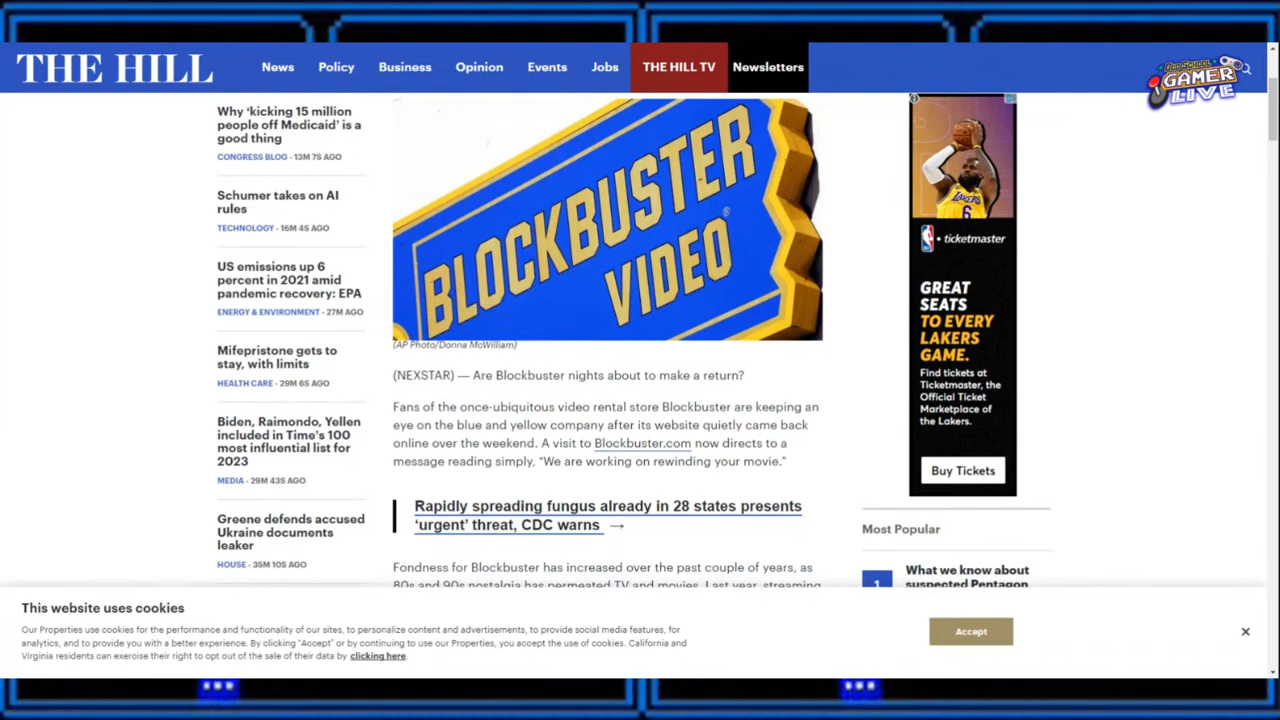 THE HILL
News
Policy
Business
Opinion
Events
Jobs
THE HILL TV
Newsletters
OLD SCHOOL
GAMER
LIVE
Why ‘kicking 15 million
people off Medicaid’ is a
good thing
CONGRESS BLOG - 13M 7S AGO
Schumer takes on AI
rules
TECHNOLOGY - 16M 4S AGO
US emissions up 6
percent in 2021 amid
pandemic recovery: EPA
ENERGY & ENVIRONMENT - 27M AGO
Mifepristone gets to
stay, with limits
HEALTH CARE - 29M 6S AGO
Biden, Raimondo, Yellen
included in Time’s 100
most influential list for
2023
MEDIA - 29M 43S AGO
Greene defends accused
Ukraine documents
leaker
HOUSE - 35M 10S AGO
BLOCKBUSTER
VIDEO®
(AP Photo/Donna McWilliam)
(NEXSTAR) — Are Blockbuster nights about to make a return?
Fans of the once-ubiquitous video rental store Blockbuster are keeping an
eye on the blue and yellow company after its website quietly came back
online over the weekend. A visit to Blockbuster.com now directs to a
message reading simply, “We are working on rewinding your movie.”
Rapidly spreading fungus already in 28 states presents
‘urgent’ threat, CDC warns →
Fondness for Blockbuster has increased over the past couple of years, as
80s and 90s nostalgia has permeated TV and movies. Last year, streaming
LAKERS
6
NBA • ticketmaster
GREAT
SEATS
TO EVERY
LAKERS
GAME.
Find tickets at
Ticketmaster, the
Official Ticket
Marketplace of
the Lakers.
Buy Tickets
Most Popular
1
What we know about
suspected Pentagon
This website uses cookies
Our Properties use cookies for the performance and functionality of our sites, to personalize content and advertisements, to provide social media features, for
analytics, and to provide you with a better experience. By clicking “Accept” or by continuing to use our Properties, you accept the use of cookies. California and
Virginia residents can exercise their right to opt out of the sale of their data by clicking here.
Accept